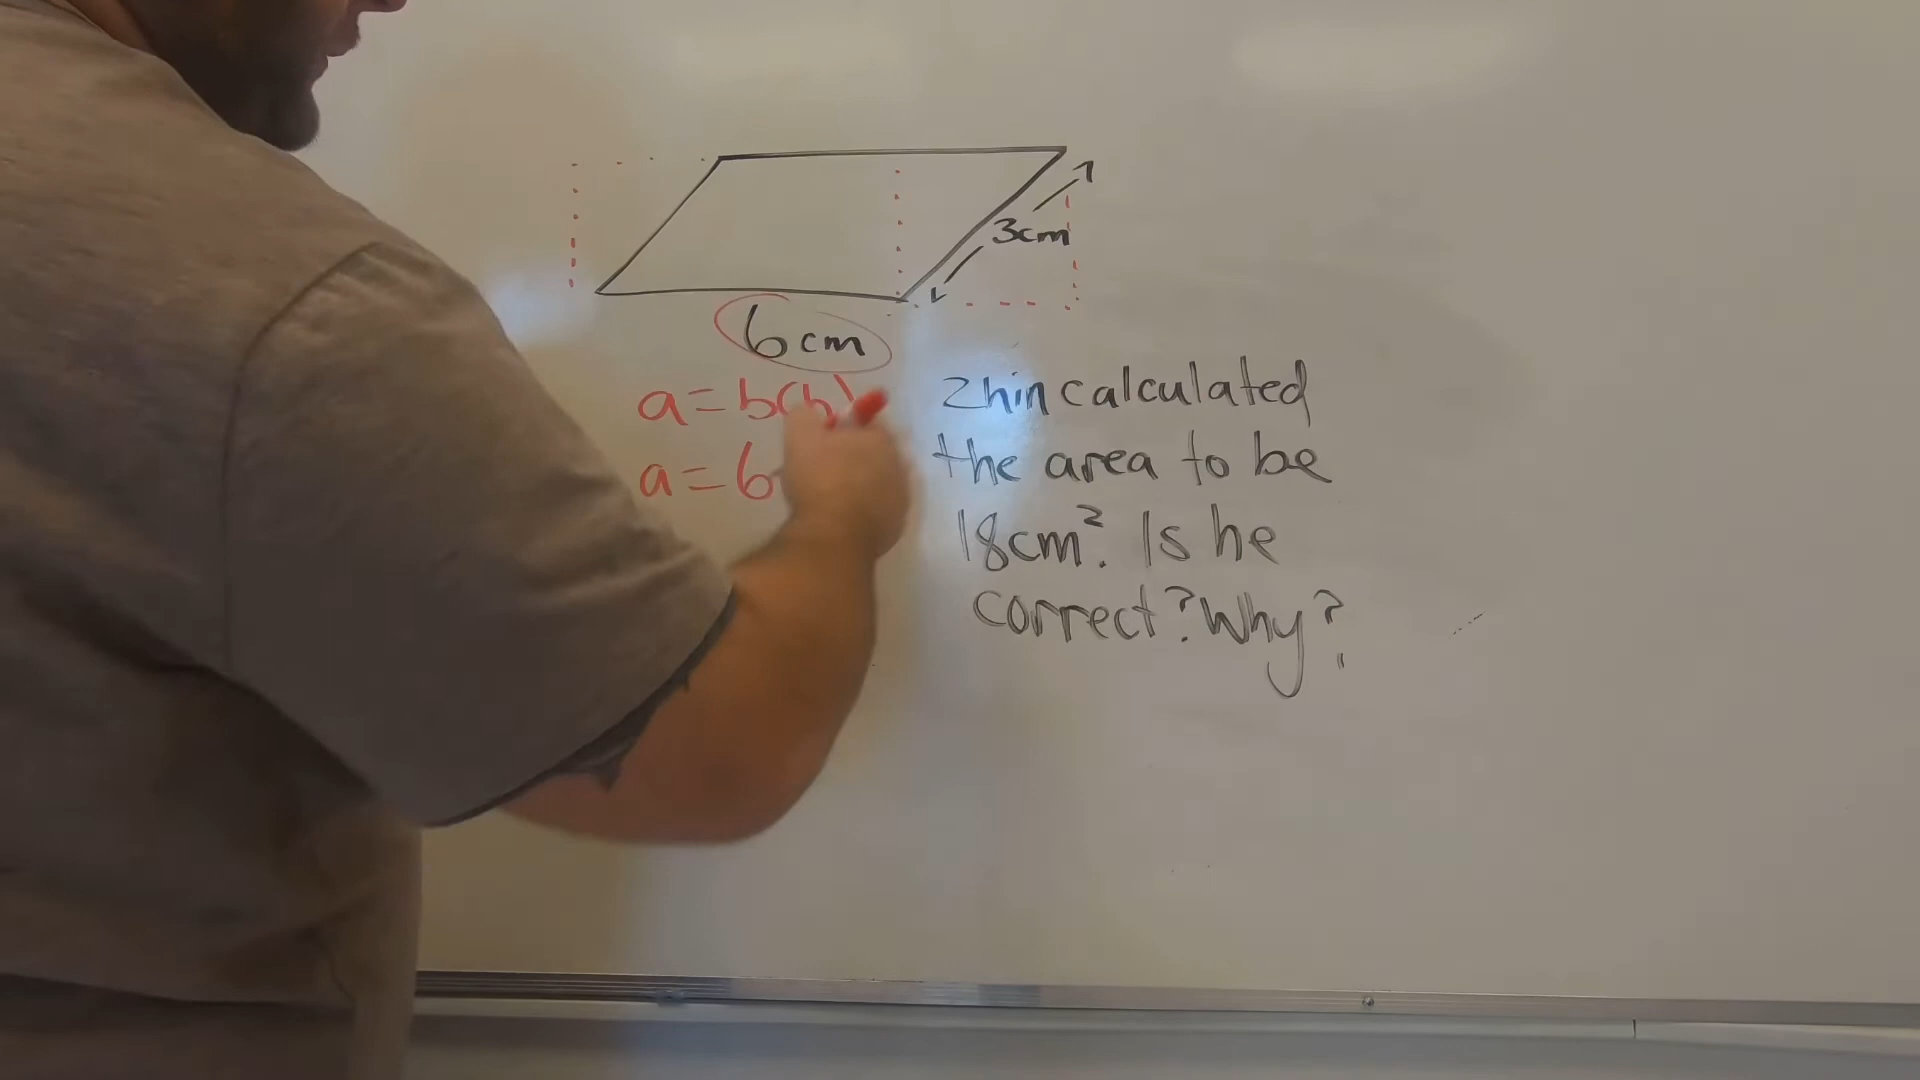 3cm
6cm
a=b(h)
a=6
Zhin calculated
the area to be
18cm². Is he
correct? Why?